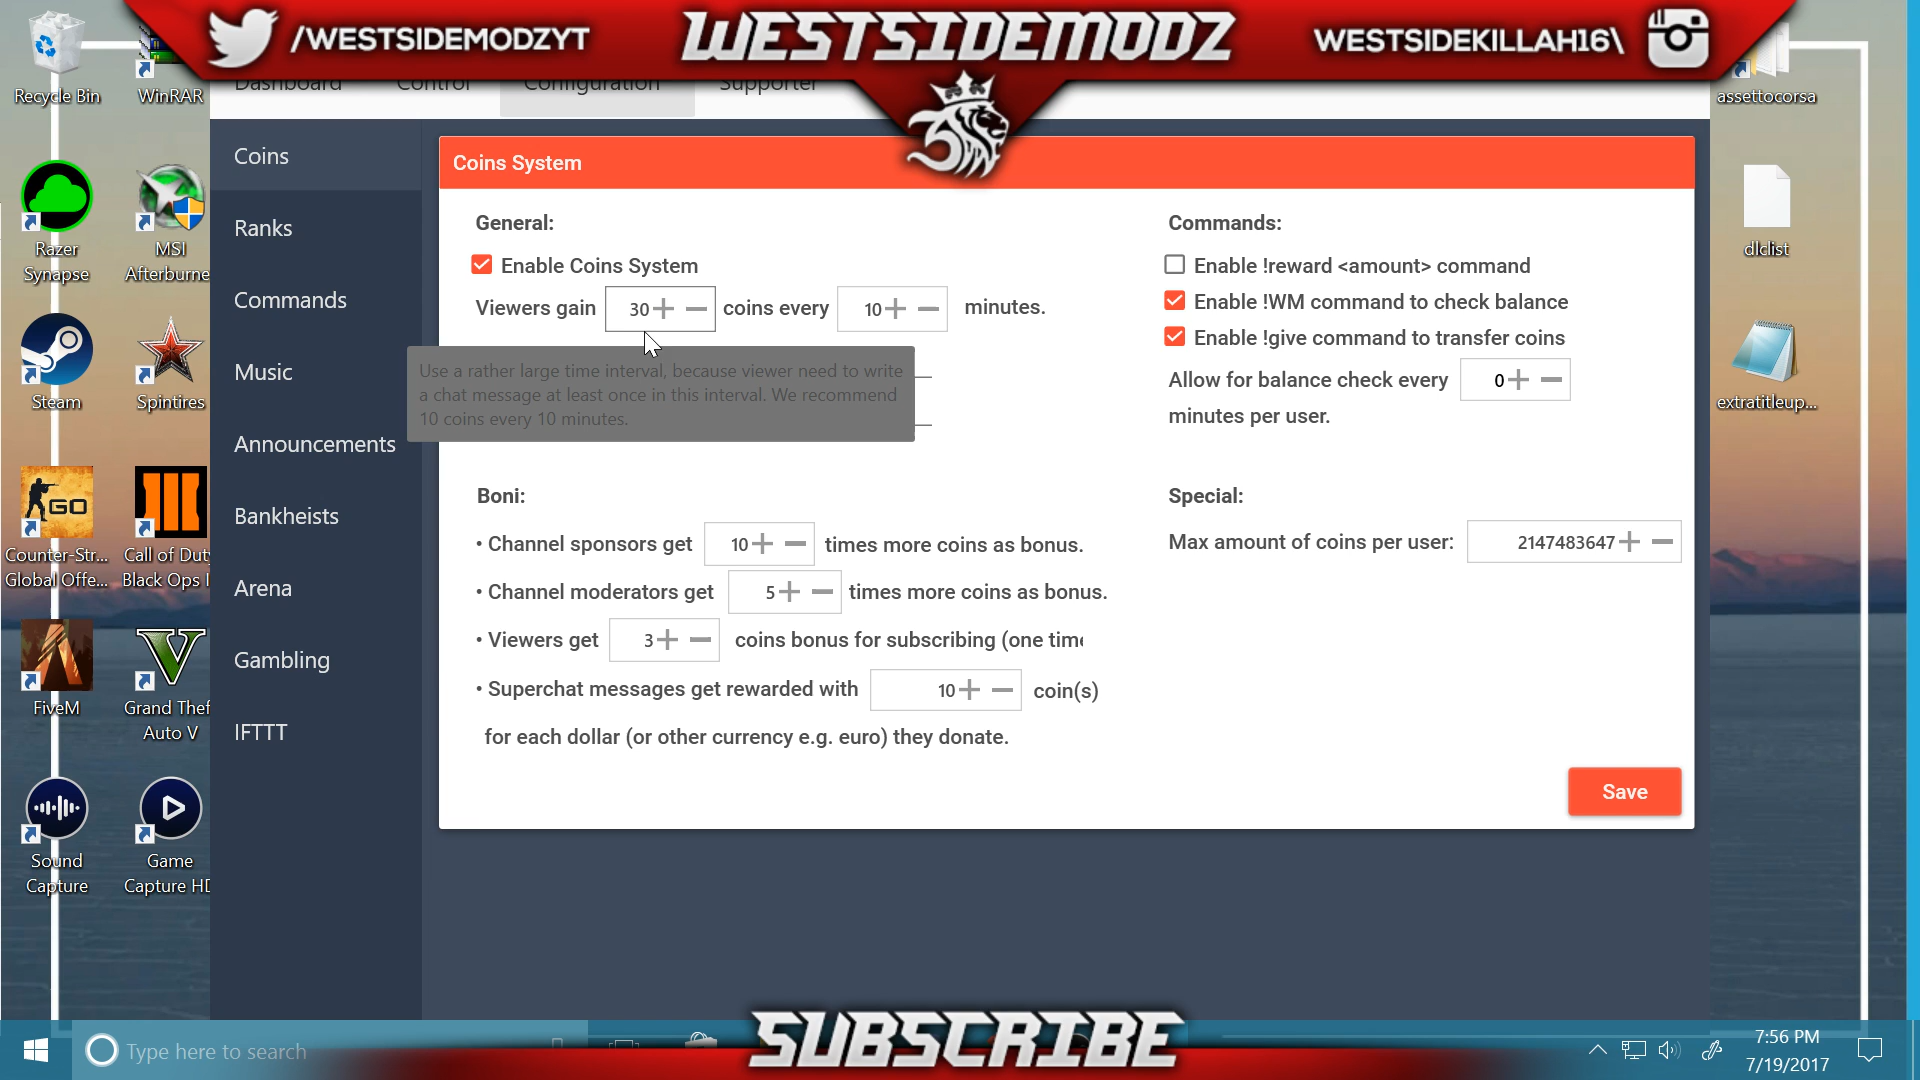 /WESTSIDEMODZYT
WESTSIDEMODZ
WESTSIDEKILLAH16\
Recycle Bin
WinRAR
assettocorsa
Dashboard
Control
Configuration
Supporter
Coins
Ranks
Commands
Music
Announcements
Bankheists
Arena
Gambling
IFTTT
Coins System
General:
Enable Coins System
Viewers gain 30 coins every 10 minutes.
Use a rather large time interval, because viewer need to write
a chat message at least once in this interval. We recommend
10 coins every 10 minutes.
Commands:
Enable !reward <amount> command
Enable !WM command to check balance
Enable !give command to transfer coins
Allow for balance check every 0
minutes per user.
Boni:
• Channel sponsors get 10 times more coins as bonus.
• Channel moderators get 5 times more coins as bonus.
• Viewers get 3 coins bonus for subscribing (one time
• Superchat messages get rewarded with 10 coin(s)
for each dollar (or other currency e.g. euro) they donate.
Special:
Max amount of coins per user: 2147483647
Save
Razer
Synapse
MSI
Afterburne
dlclist
Steam
Spintires
extratitleup...
GO
Counter-Str...
Global Offe...
Call of Duty
Black Ops I
FiveM
Grand Thef
Auto V
Sound
Capture
Game
Capture HD
Type here to search
SUBSCRIBE
7:56 PM
7/19/2017